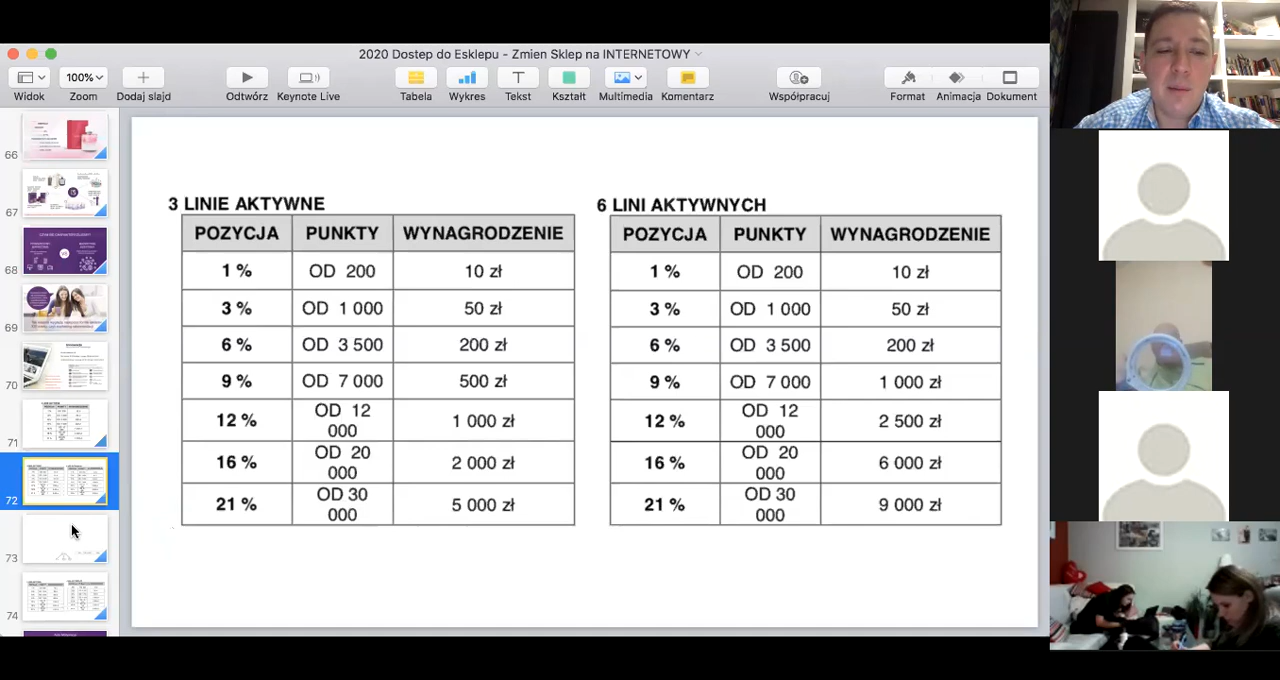 2020 Dostep do Esklepu - Zmien Sklep na INTERNETOWY
100%
Widok Zoom Dodaj slajd Odtwórz Keynote Live Tabela Wykres Tekst Kształt Multimedia Komentarz Współpracuj Format Animacja Dokument
66
67
68
69
70
71
72
73
74
3 LINIE AKTYWNE
POZYCJA PUNKTY WYNAGRODZENIE
1 % OD 200 10 zł
3 % OD 1 000 50 zł
6 % OD 3 500 200 zł
9 % OD 7 000 500 zł
12 % OD 12 000 1 000 zł
16 % OD 20 000 2 000 zł
21 % OD 30 000 5 000 zł
6 LINI AKTYWNYCH
POZYCJA PUNKTY WYNAGRODZENIE
1 % OD 200 10 zł
3 % OD 1 000 50 zł
6 % OD 3 500 200 zł
9 % OD 7 000 1 000 zł
12 % OD 12 000 2 500 zł
16 % OD 20 000 6 000 zł
21 % OD 30 000 9 000 zł